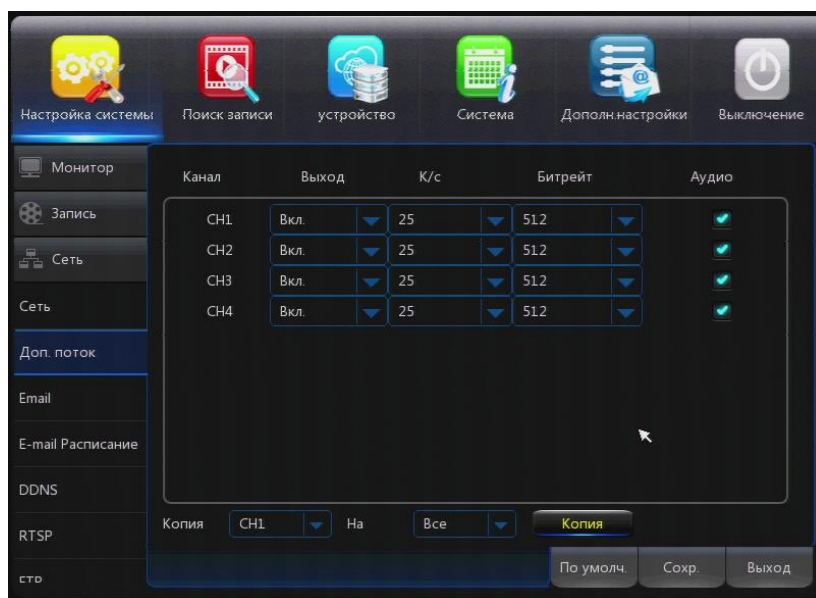 Настройка системы Поиск записи устройство Система Дополн.настройки Выключение
Монитор
Запись
Сеть
Сеть
Доп. поток
Email
E-mail Расписание
DDNS
RTSP
Канал Выход К/с Битрейт Аудио
CH1 Вкл. 25 512
CH2 Вкл. 25 512
CH3 Вкл. 25 512
CH4 Вкл. 25 512
Копия CH1 На Все Копия
По умолч. Сохр. Выход